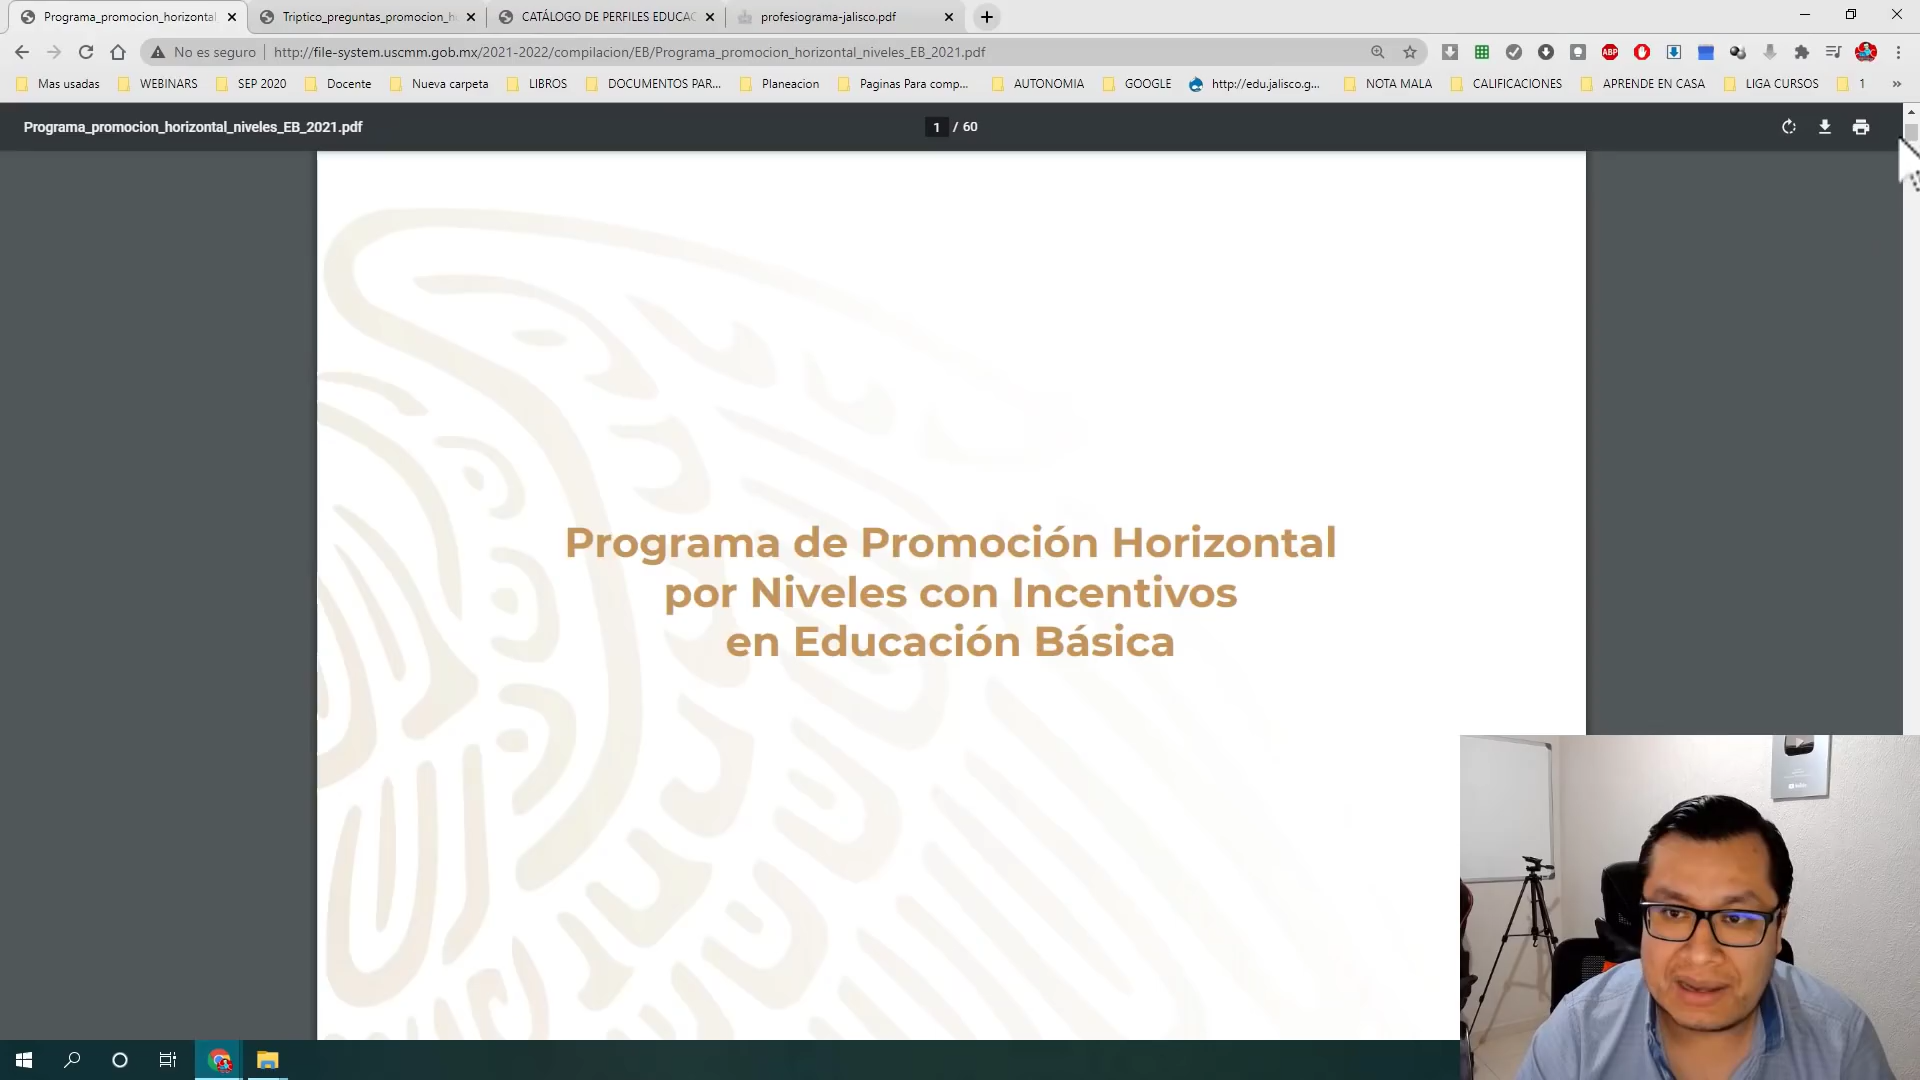 Programa_promocion_horizontal
Triptico_preguntas_promocion_h
CATÁLOGO DE PERFILES EDUCAC
profesiograma-jalisco.pdf
No es seguro
http://file-system.uscmm.gob.mx/2021-2022/compilacion/EB/Programa_promocion_horizontal_niveles_EB_2021.pdf
ABP
Mas usadas
WEBINARS
SEP 2020
Docente
Nueva carpeta
LIBROS
DOCUMENTOS PAR...
Planeacion
Paginas Para comp...
AUTONOMIA
GOOGLE
http://edu.jalisco.g...
NOTA MALA
CALIFICACIONES
APRENDE EN CASA
LIGA CURSOS
1
»
Programa_promocion_horizontal_niveles_EB_2021.pdf
1 / 60
Programa de Promoción Horizontal
por Niveles con Incentivos
en Educación Básica